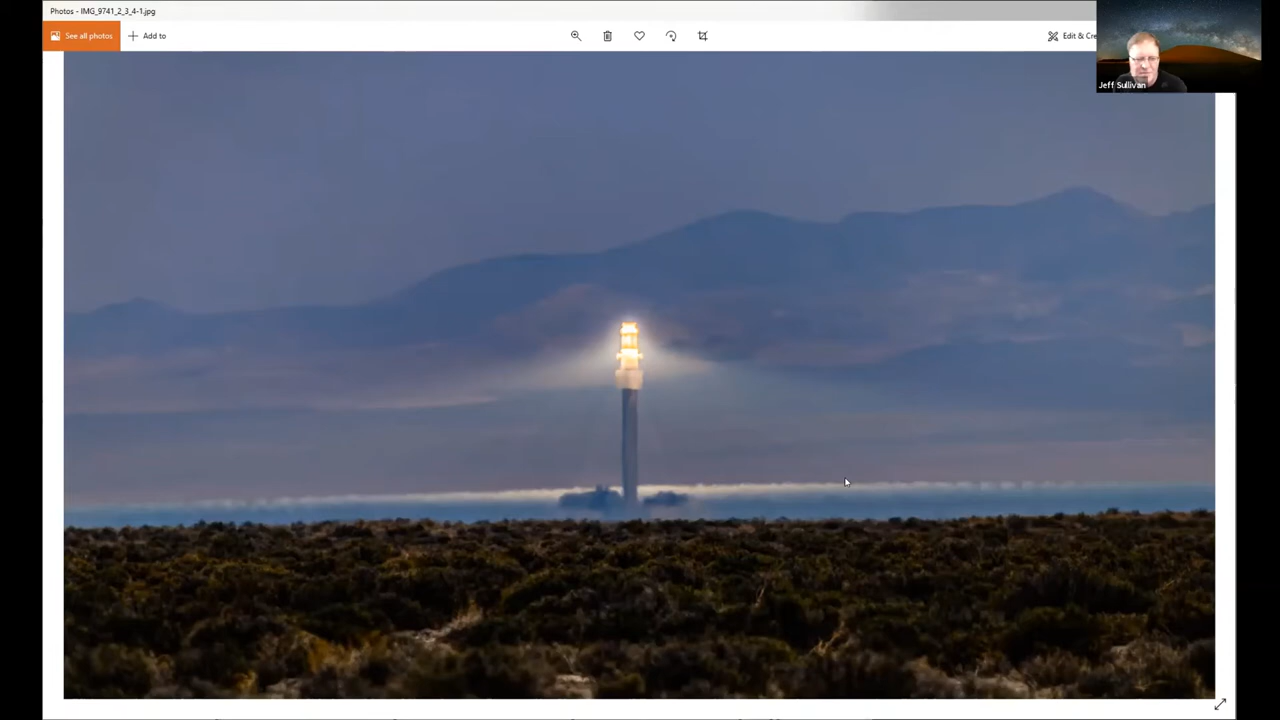 Photos - IMG_9741_2_3_4-1.jpg
See all photos
Add to
Edit & Cre
Jeff Sullivan